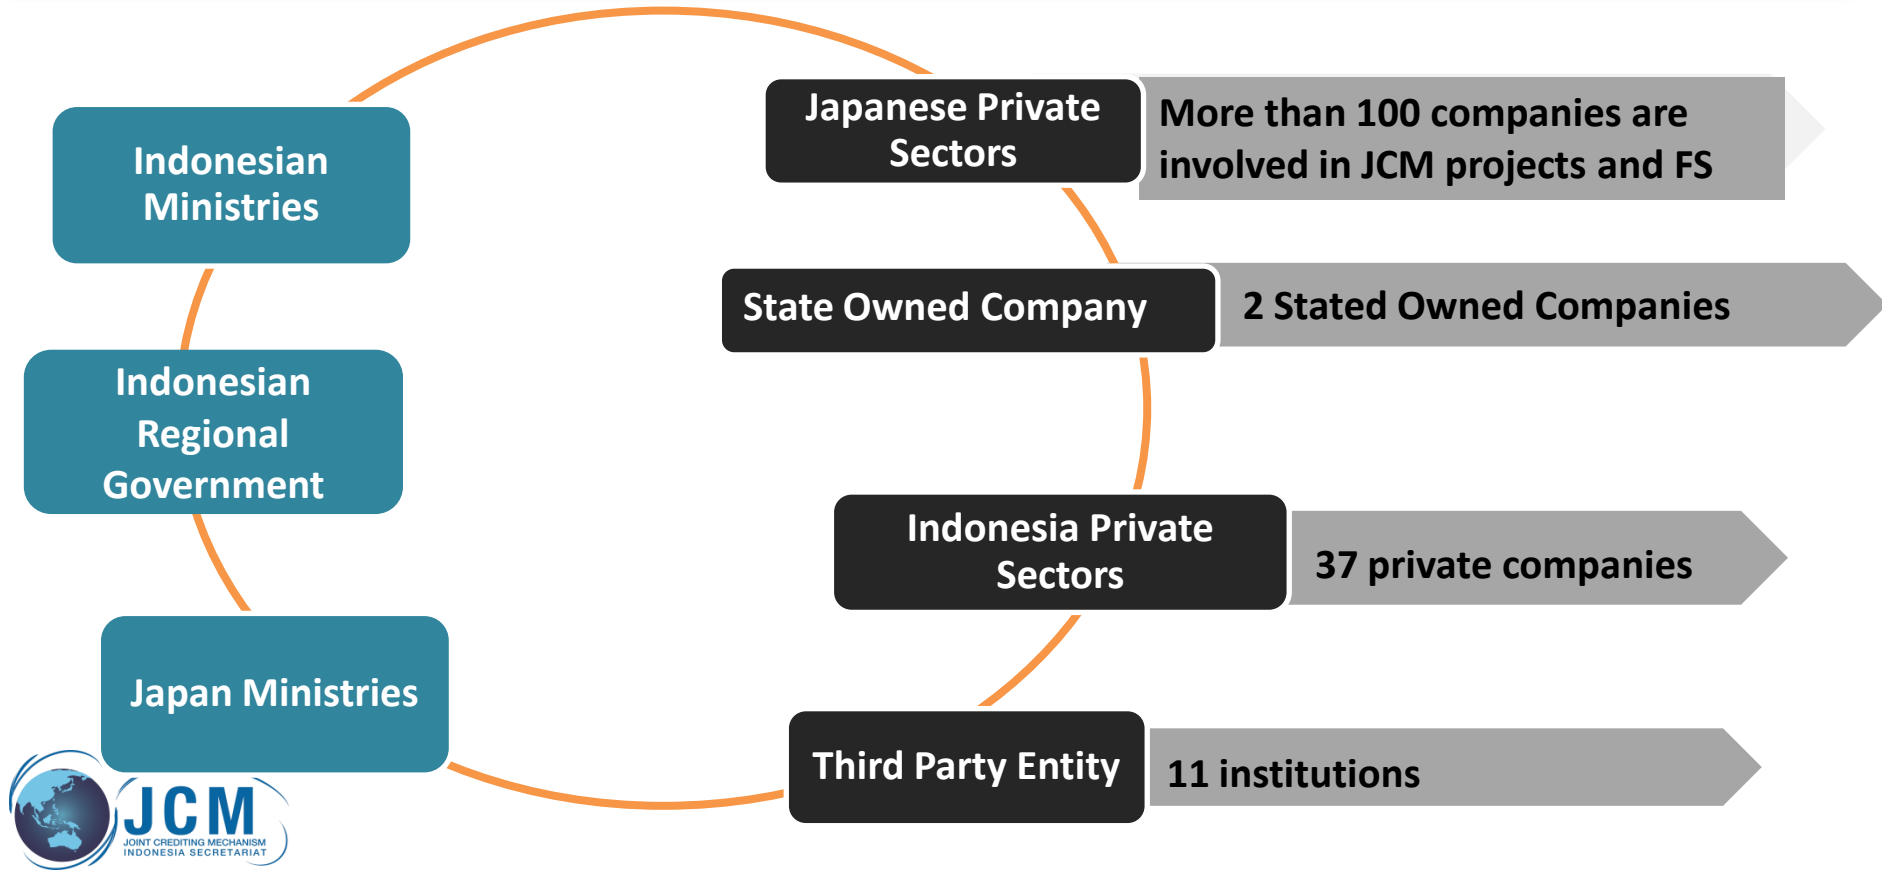 Indonesian
Ministries
Indonesian
Regional
Government
Japan Ministries
Japanese Private
Sectors
More than 100 companies are
involved in JCM projects and FS
State Owned Company
2 Stated Owned Companies
Indonesia Private
Sectors
37 private companies
Third Party Entity
11 institutions
JCM
JOINT CREDITING MECHANISM
INDONESIA SECRETARIAT